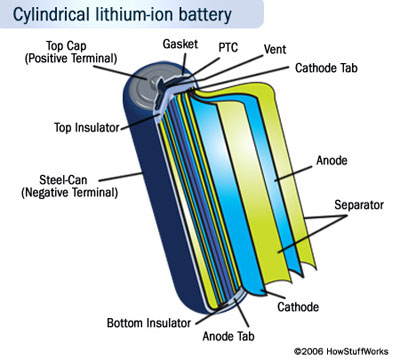 Cylindrical lithium-ion battery
Top Cap
(Positive Terminal)
Gasket
PTC
Vent
Cathode Tab
Top Insulator
Steel-Can
(Negative Terminal)
Anode
Separator
Cathode
Bottom Insulator
Anode Tab
©2006 HowStuffWorks